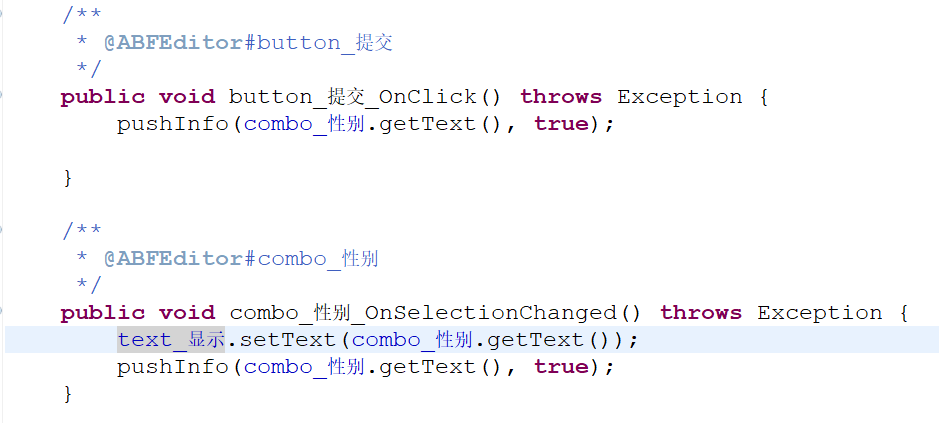 /**
 * @ABFEditor#button_提交
 */
public void button_提交_OnClick() throws Exception {
    pushInfo(combo_性别.getText(), true);
}
/**
 * @ABFEditor#combo_性别
 */
public void combo_性别_OnSelectionChanged() throws Exception {
    text_显示.setText(combo_性别.getText());
    pushInfo(combo_性别.getText(), true);
}